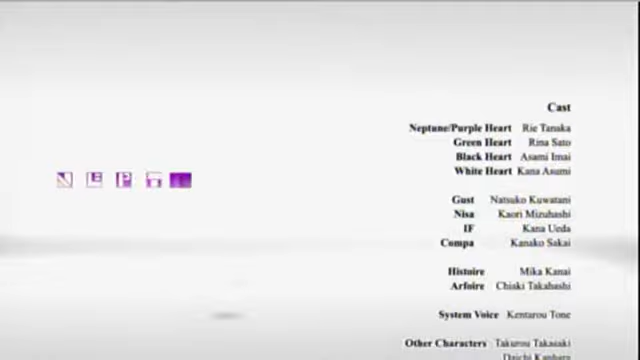 Cast
Neptune/Purple Heart Rie Tanaka
Green Heart Rina Sato
Black Heart Asami Imai
White Heart Kana Asumi
Gust Natsuko Kuwatani
Nisa Kaori Mizuhashi
IF Kana Ueda
Compa Kanako Sakai
Histoire Mika Kanai
Arfoire Chiaki Takahashi
System Voice Kentarou Tone
Other Characters Takurou Takasaki